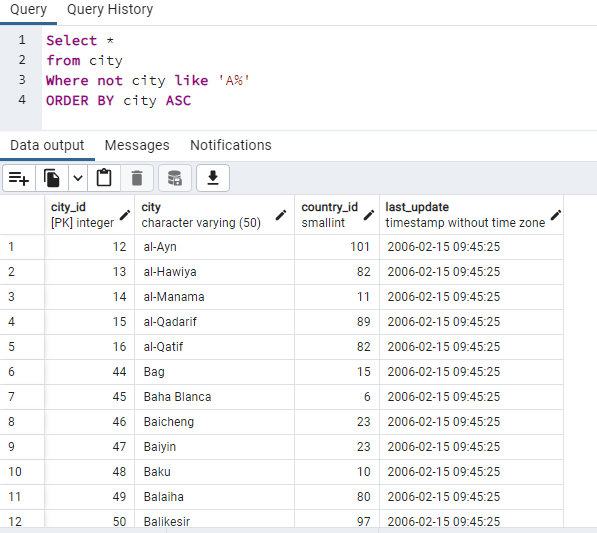 Query Query History
1 Select *
2 from city
3 Where not city like 'A%'
4 ORDER BY city ASC
Data output Messages Notifications
city_id city country_id last_update
[PK] integer character varying (50) smallint timestamp without time zone
1 12 al-Ayn 101 2006-02-15 09:45:25
2 13 al-Hawiya 82 2006-02-15 09:45:25
3 14 al-Manama 11 2006-02-15 09:45:25
4 15 al-Qadarif 89 2006-02-15 09:45:25
5 16 al-Qatif 82 2006-02-15 09:45:25
6 44 Bag 15 2006-02-15 09:45:25
7 45 Baha Blanca 6 2006-02-15 09:45:25
8 46 Baicheng 23 2006-02-15 09:45:25
9 47 Baiyin 23 2006-02-15 09:45:25
10 48 Baku 10 2006-02-15 09:45:25
11 49 Balaiha 80 2006-02-15 09:45:25
12 50 Balikesir 97 2006-02-15 09:45:25